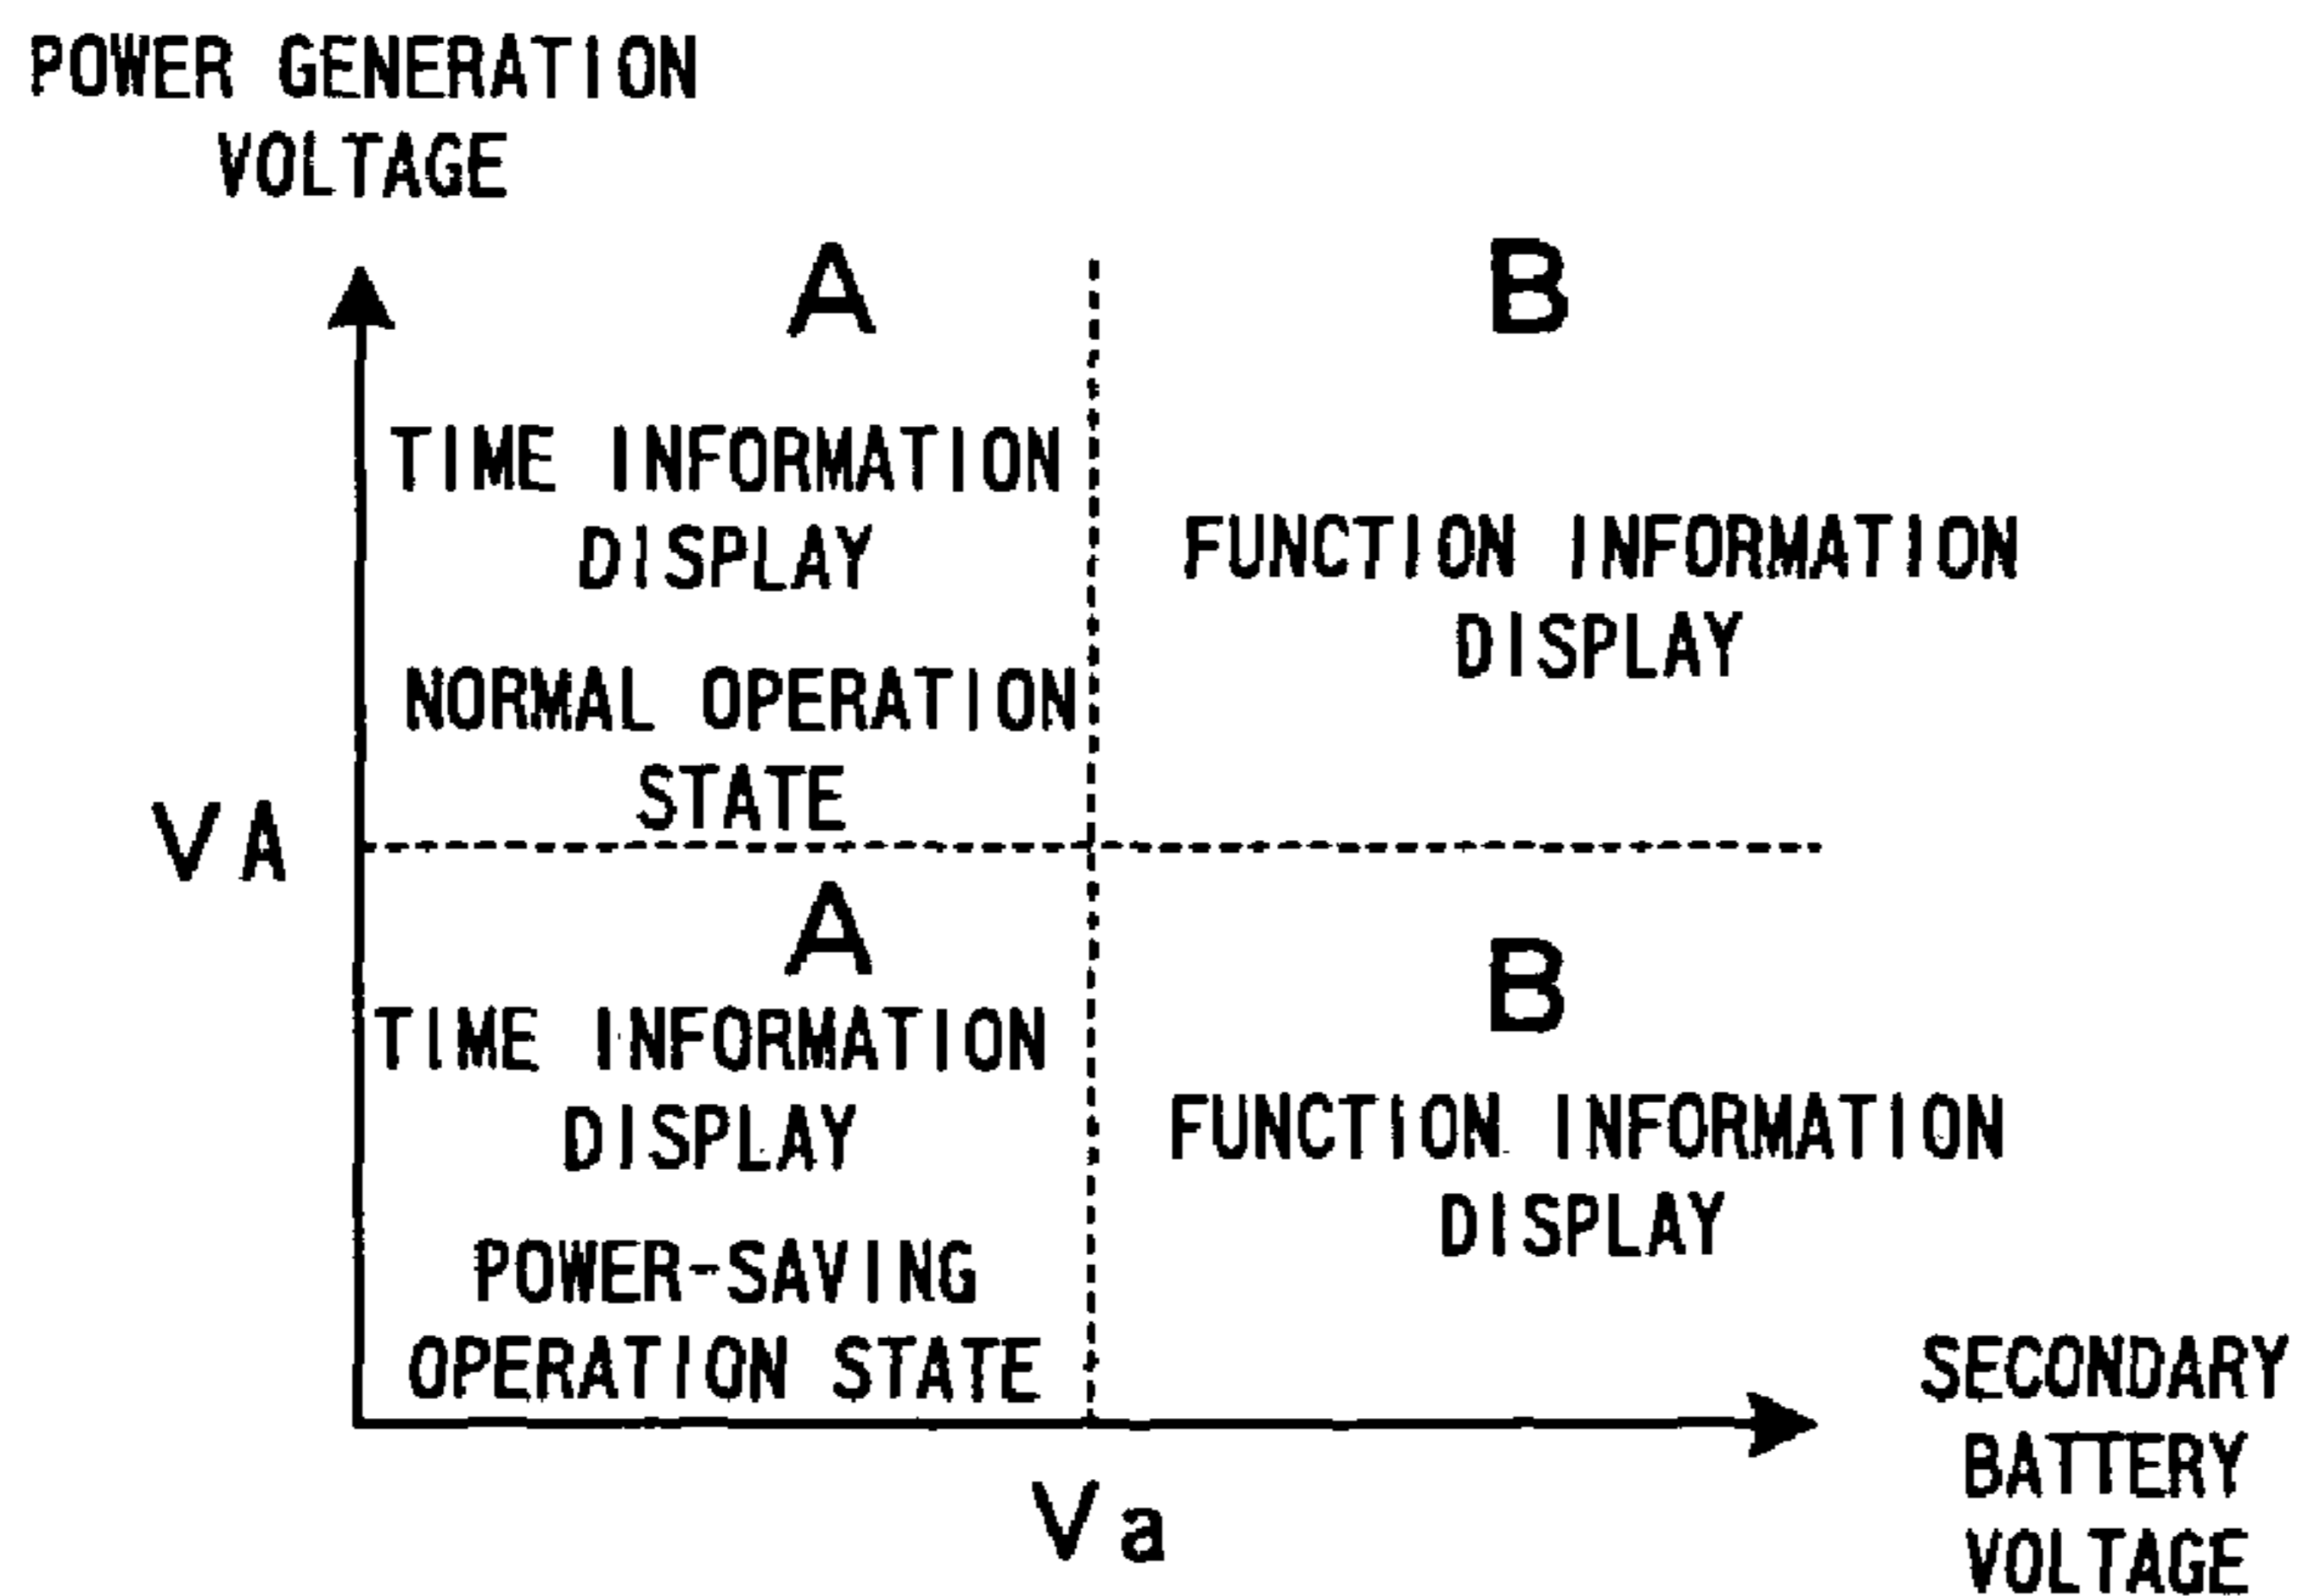 POWER GENERATION
VOLTAGE
A
B
TIME INFORMATION
DISPLAY
FUNCTION INFORMATION
DISPLAY
NORMAL OPERATION
STATE
VA
A
B
TIME INFORMATION
DISPLAY
FUNCTION INFORMATION
DISPLAY
POWER-SAVING
OPERATION STATE
SECONDARY
BATTERY
VOLTAGE
Va